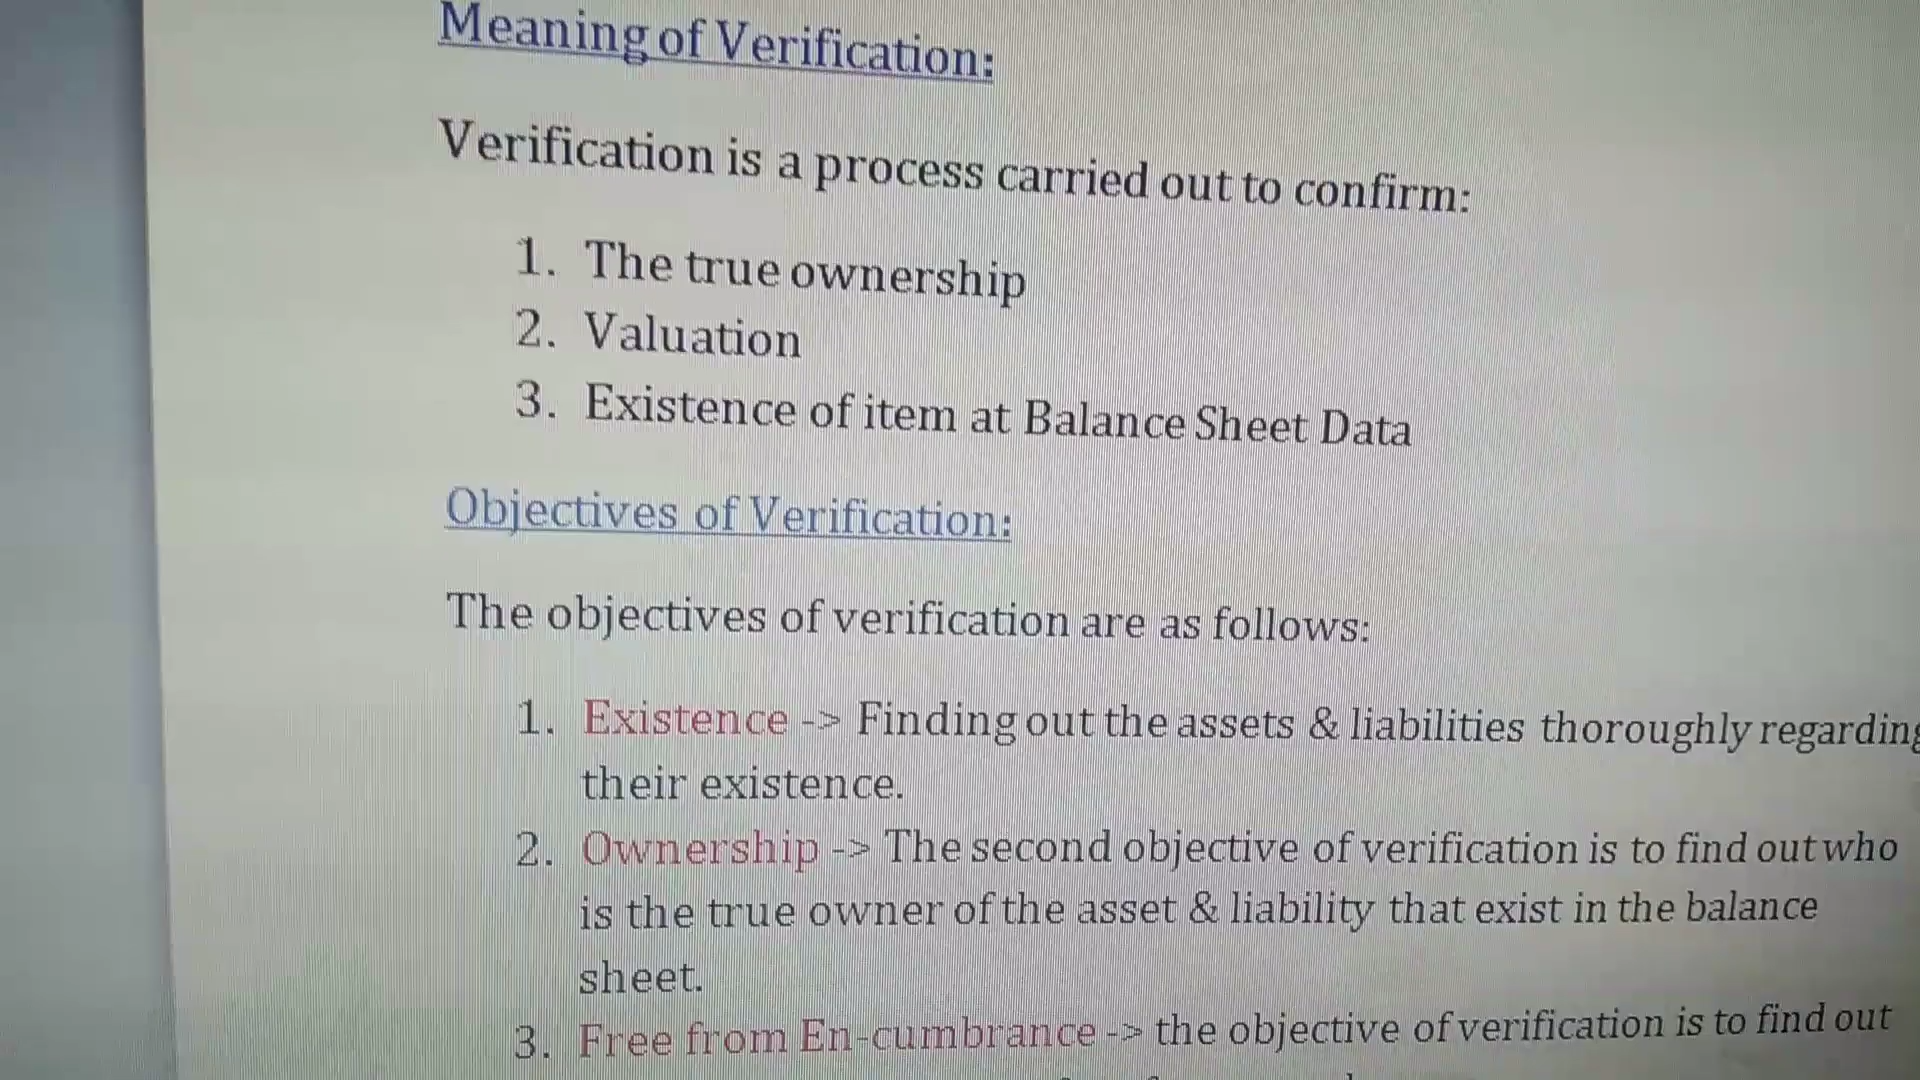 Meaning of Verification:
Verification is a process carried out to confirm:
1. The true ownership
2. Valuation
3. Existence of item at Balance Sheet Data
Objectives of Verification:
The objectives of verification are as follows:
1. Existence -> Finding out the assets & liabilities thoroughly regarding
their existence.
2. Ownership -> The second objective of verification is to find out who
is the true owner of the asset & liability that exist in the balance
sheet.
3. Free from En-cumbrance -> the objective of verification is to find out